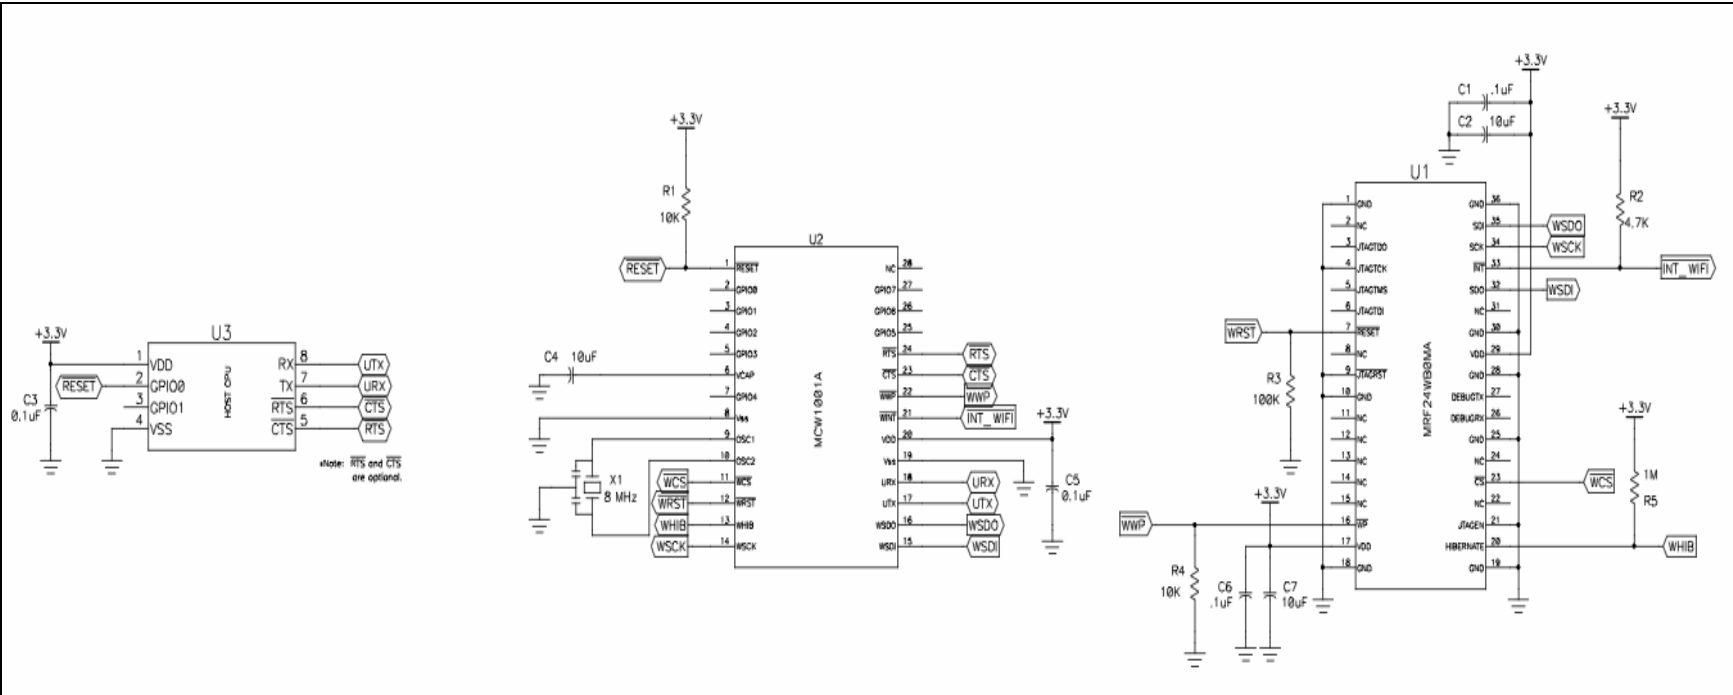 +3.3V
U3
1 VDD RX 8 UTX
RESET 2 GPIO0 TX 7 URX
3 GPIO1 RTS 6 CTS
4 VSS CTS 5 RTS
HOST CPU
C3
0.1uF
*Note: RTS and CTS
are optional.
+3.3V
R1
10K
U2
RESET 1 RESET NC 28
2 GPIO0 GPIO7 27
3 GPIO1 GPIO6 26
4 GPIO2 GPIO5 25
5 GPIO3 RTS 24 RTS
C4 10uF
6 VCAP CTS 23 CTS
7 GPIO4 WWP 22 WWP
8 Vss WINT 21 INT_WIFI
9 OSC1 VDD 20 +3.3V
10 OSC2 Vss 19
WCS 11 WCS URX 18 URX
WRST 12 WRST UTX 17 UTX
WHIB 13 WHIB WSDO 16 WSDO
WSCK 14 WSCK WSDI 15 WSDI
MCW1001A
X1
8 MHz
C5
0.1uF
+3.3V
C1 .1uF
C2 10uF
+3.3V
R2
4.7K
U1
1 GND GND 36
2 NC SDI 35 WSDO
3 JTAGTDO SCK 34 WSCK
4 JTAGTCK INT 33 INT_WIFI
5 JTAGTMS SDO 32 WSDI
6 JTAGTDI NC 31
WRST 7 RESET GND 30
8 NC VDD 29
9 JTAGRST GND 28
10 GND DEBUGTX 27
11 NC DEBUGRX 26
12 NC GND 25
13 NC NC 24
14 NC CS 23 WCS
15 NC NC 22
WWP 16 WP JTAGEN 21
17 VDD HIBERNATE 20 WHIB
18 GND GND 19
MRF24WB0MA
R3
100K
+3.3V
R4
10K
C6
.1uF
C7
10uF
+3.3V
1M
R5